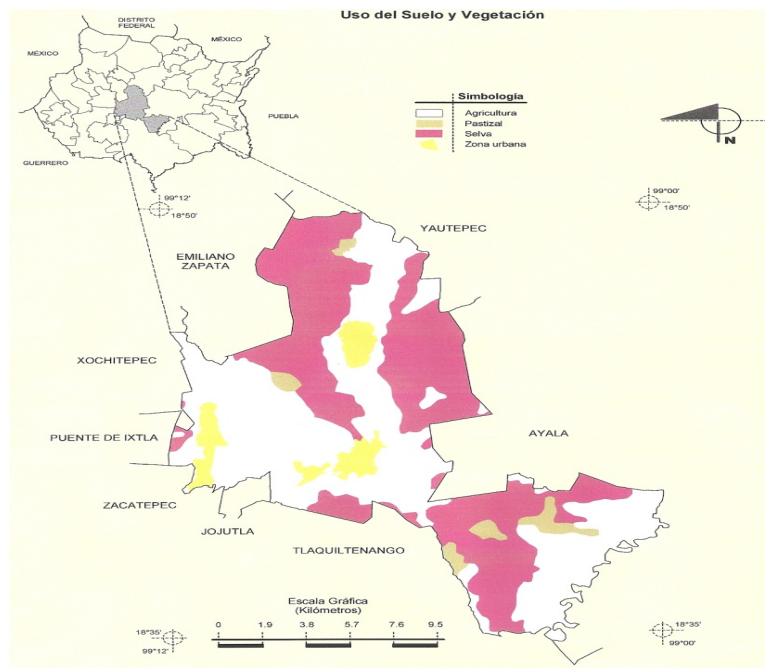 Uso del Suelo y Vegetación
DISTRITO
FEDERAL
MÉXICO
MÉXICO
PUEBLA
GUERRERO
Simbología
Agricultura
Pastizal
Selva
Zona urbana
N
99°12'
18°50'
99°00'
18°50'
YAUTEPEC
EMILIANO
ZAPATA
XOCHITEPEC
PUENTE DE IXTLA
AYALA
ZACATEPEC
JOJUTLA
TLAQUILTENANGO
Escala Gráfica
(Kilómetros)
0 1.9 3.8 5.7 7.6 9.5
18°35'
99°12'
18°35'
99°00'